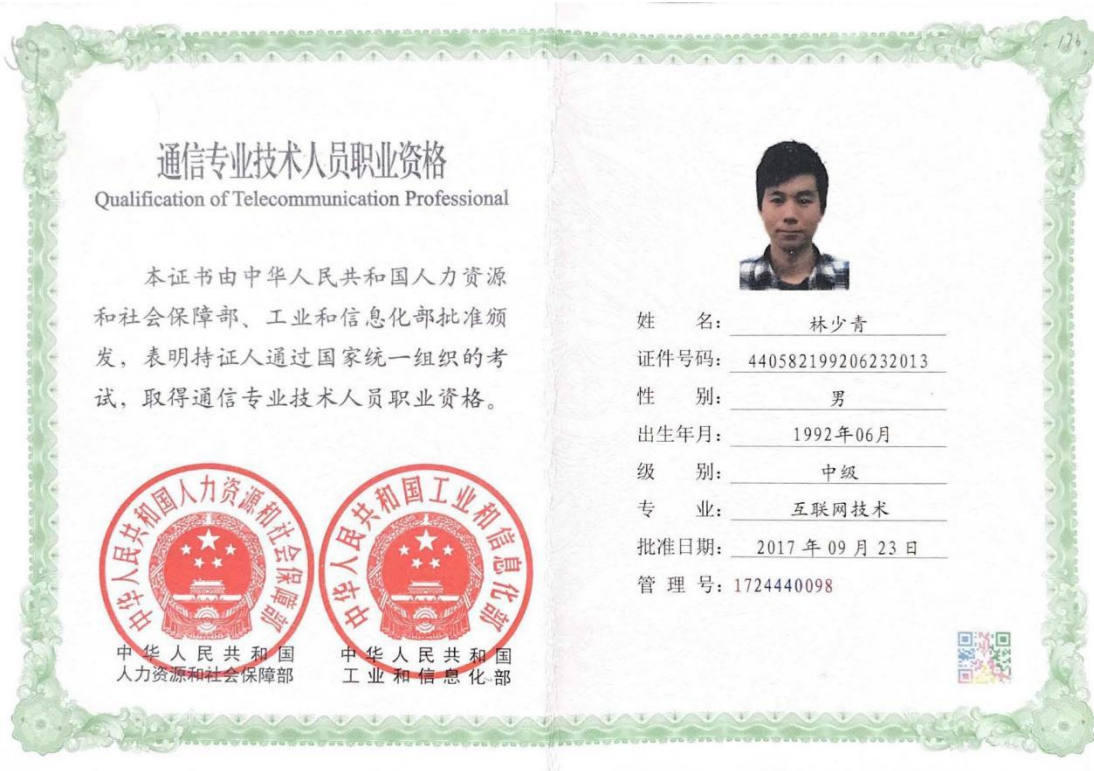 176
通信专业技术人员职业资格
Qualification of Telecommunication Professional
本证书由中华人民共和国人力资源
和社会保障部、工业和信息化部批准颁
发，表明持证人通过国家统一组织的考
试，取得通信专业技术人员职业资格。
中华人民共和国人力资源和社会保障部
中华人民共和国工业和信息化部
中华人民共和国
人力资源和社会保障部
中华人民共和国
工业和信息化部
姓 名： 林少青
证件号码： 440582199206232013
性 别： 男
出生年月： 1992年06月
级 别： 中级
专 业： 互联网技术
批准日期： 2017 年 09 月 23 日
管 理 号：1724440098